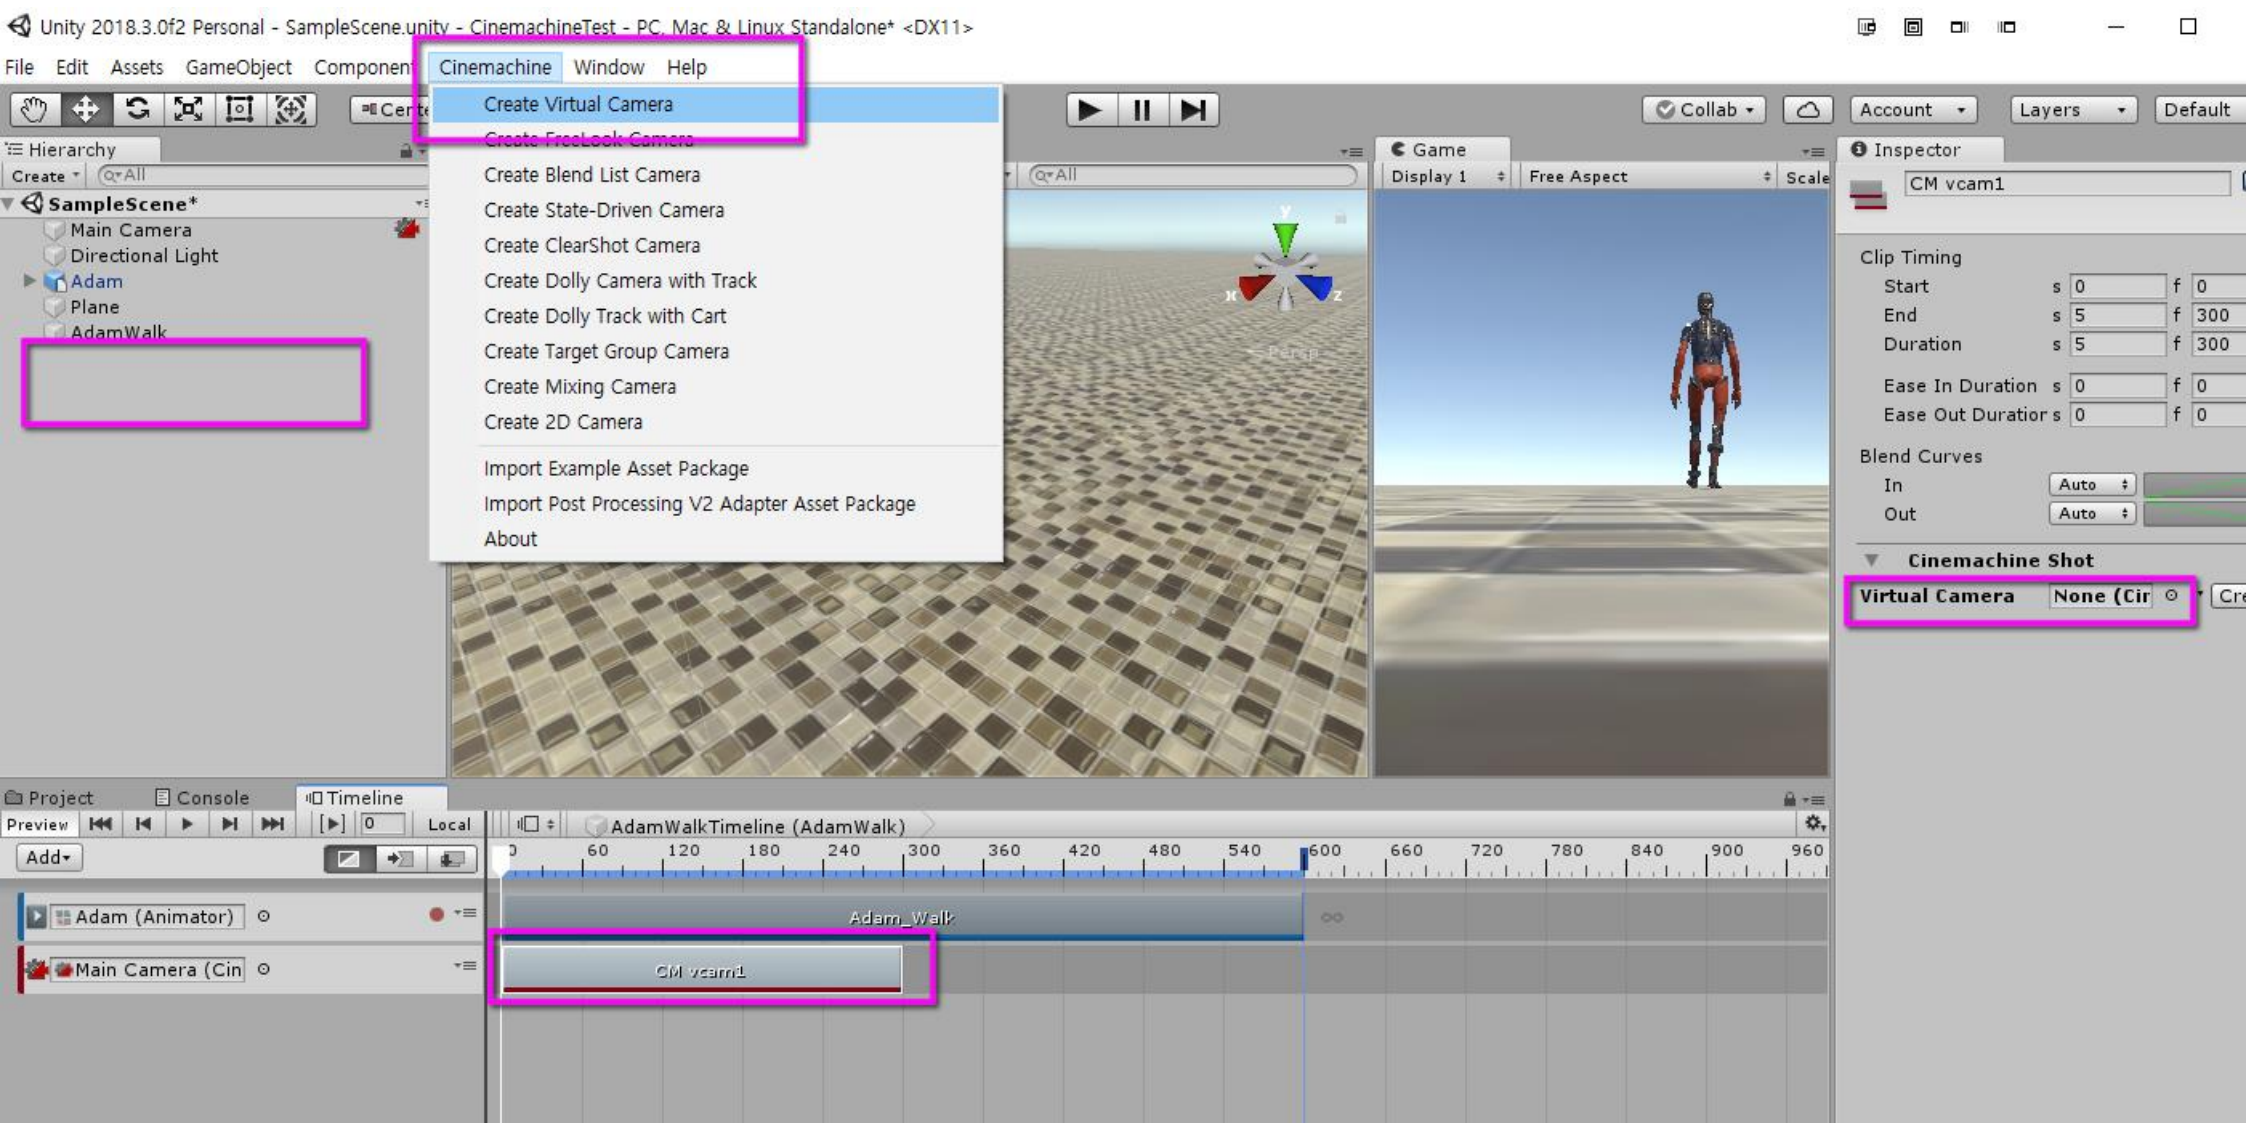 Unity 2018.3.0f2 Personal - SampleScene.unity - CinemachineTest - PC, Mac & Linux Standalone* <DX11>
File Edit Assets GameObject Component Cinemachine Window Help
Create Virtual Camera
Create FreeLook Camera
Create Blend List Camera
Create State-Driven Camera
Create ClearShot Camera
Create Dolly Camera with Track
Create Dolly Track with Cart
Create Target Group Camera
Create Mixing Camera
Create 2D Camera
Import Example Asset Package
Import Post Processing V2 Adapter Asset Package
About
Cente
Collab
Account
Layers
Default
Hierarchy
Create All
SampleScene*
Main Camera
Directional Light
Adam
Plane
AdamWalk
All
y
x
z
Persp
Game
Display 1 Free Aspect Scale
Inspector
CM vcam1
Clip Timing
Start s 0 f 0
End s 5 f 300
Duration s 5 f 300
Ease In Duration s 0 f 0
Ease Out Duration s 0 f 0
Blend Curves
In Auto
Out Auto
Cinemachine Shot
Virtual Camera None (Cin Cre
Project Console Timeline
Preview 0 Local AdamWalkTimeline (AdamWalk)
Add
0 60 120 180 240 300 360 420 480 540 600 660 720 780 840 900 960
Adam (Animator) Adam_Walk
Main Camera (Cin CM vcam1